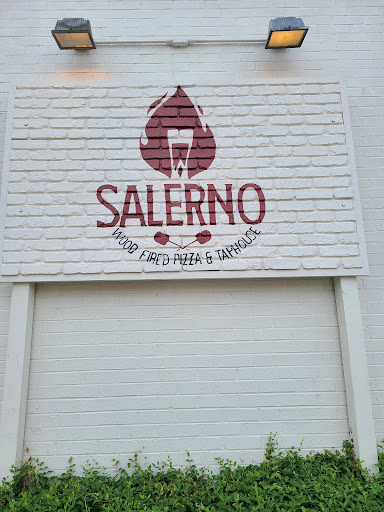 SALERNO
WOOD FIRED PIZZA & TAPHOUSE